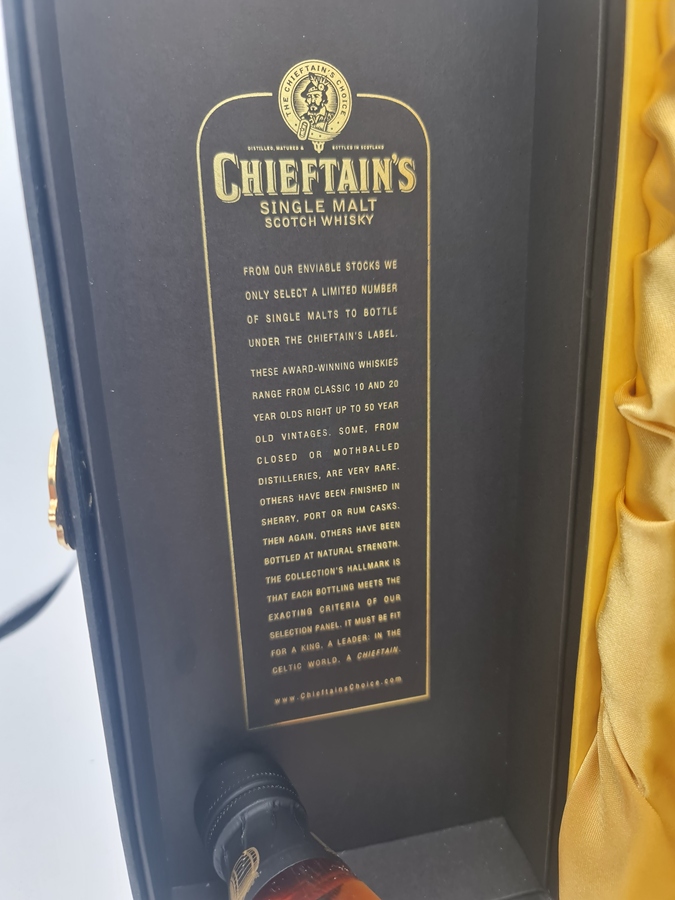 THE CHIEFTAIN'S CHOICE
DISTILLED, MATURED & BOTTLED IN SCOTLAND
CHIEFTAIN'S
SINGLE MALT
SCOTCH WHISKY
FROM OUR ENVIABLE STOCKS WE
ONLY SELECT A LIMITED NUMBER
OF SINGLE MALTS TO BOTTLE
UNDER THE CHIEFTAIN'S LABEL.
THESE AWARD-WINNING WHISKIES
RANGE FROM CLASSIC 10 AND 20
YEAR OLDS RIGHT UP TO 50 YEAR
OLD VINTAGES. SOME, FROM
CLOSED OR MOTHBALLED
DISTILLERIES, ARE VERY RARE.
OTHERS HAVE BEEN FINISHED IN
SHERRY, PORT OR RUM CASKS.
THEN AGAIN, OTHERS HAVE BEEN
BOTTLED AT NATURAL STRENGTH.
THE COLLECTION'S HALLMARK IS
THAT EACH BOTTLING MEETS THE
EXACTING CRITERIA OF OUR
SELECTION PANEL. IT MUST BE FIT
FOR A KING, A LEADER: IN THE
CELTIC WORLD, A CHIEFTAIN.
www.ChieftainsChoice.com